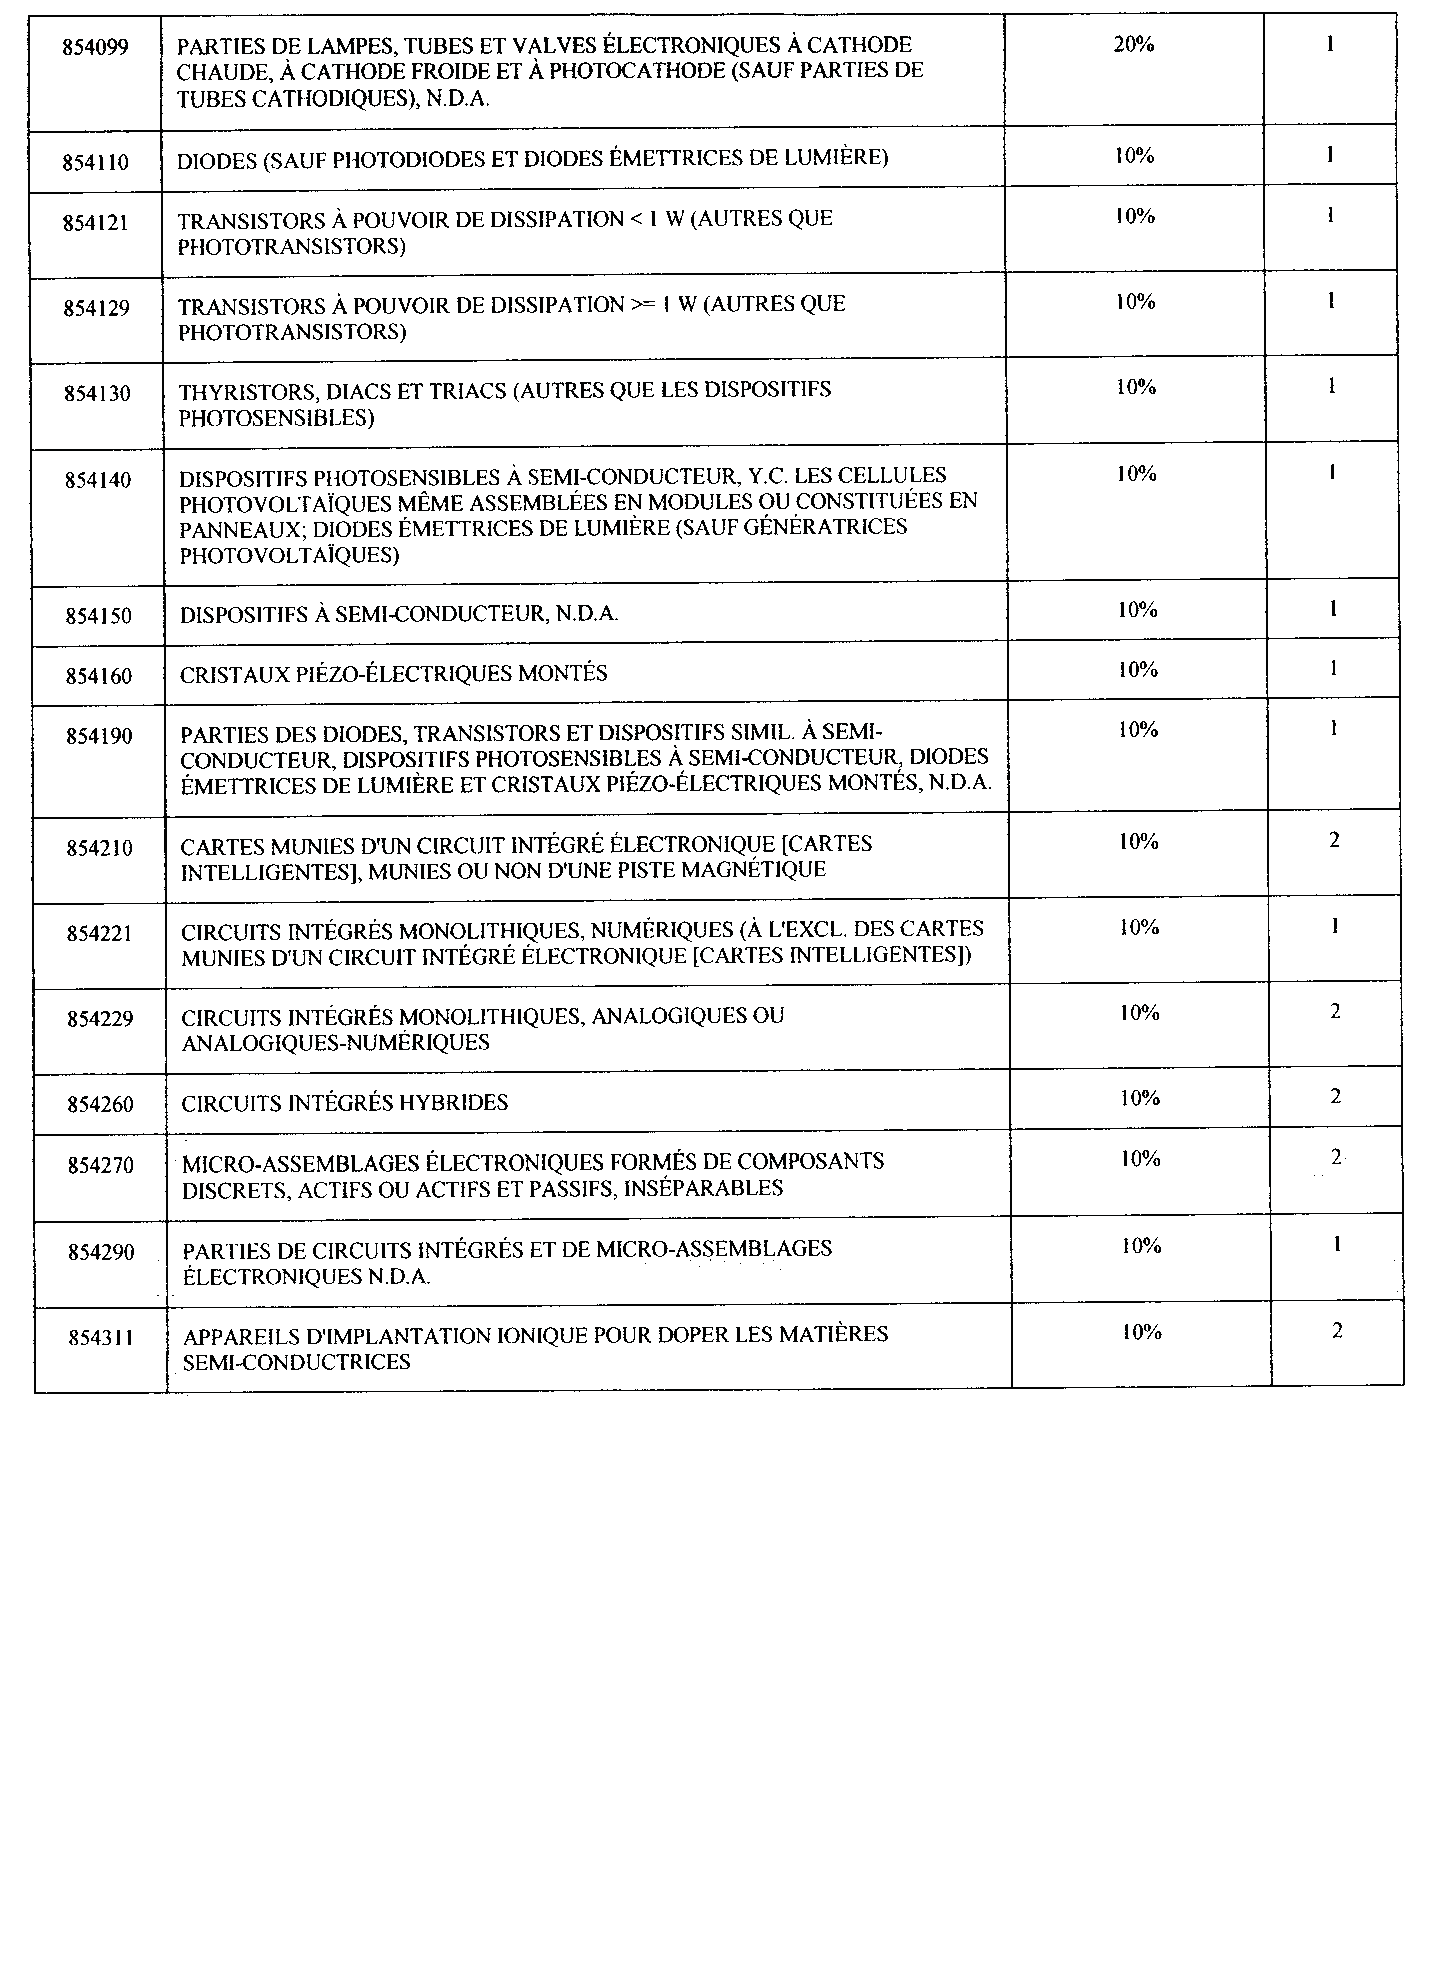 854099 PARTIES DE LAMPES, TUBES ET VALVES ÉLECTRONIQUES À CATHODE 20% 1
CHAUDE, À CATHODE FROIDE ET À PHOTOCATHODE (SAUF PARTIES DE
TUBES CATHODIQUES), N.D.A.
854110 DIODES (SAUF PHOTODIODES ET DIODES ÉMETTRICES DE LUMIÈRE) 10% 1
854121 TRANSISTORS À POUVOIR DE DISSIPATION < 1 W (AUTRES QUE 10% 1
PHOTOTRANSISTORS)
854129 TRANSISTORS À POUVOIR DE DISSIPATION >= 1 W (AUTRES QUE 10% 1
PHOTOTRANSISTORS)
854130 THYRISTORS, DIACS ET TRIACS (AUTRES QUE LES DISPOSITIFS 10% 1
PHOTOSENSIBLES)
854140 DISPOSITIFS PHOTOSENSIBLES À SEMI-CONDUCTEUR, Y.C. LES CELLULES 10% 1
PHOTOVOLTAÏQUES MÊME ASSEMBLÉES EN MODULES OU CONSTITUÉES EN
PANNEAUX; DIODES ÉMETTRICES DE LUMIÈRE (SAUF GÉNÉRATRICES
PHOTOVOLTAÏQUES)
854150 DISPOSITIFS À SEMI-CONDUCTEUR, N.D.A. 10% 1
854160 CRISTAUX PIÉZO-ÉLECTRIQUES MONTÉS 10% 1
854190 PARTIES DES DIODES, TRANSISTORS ET DISPOSITIFS SIMIL. À SEMI- 10% 1
CONDUCTEUR, DISPOSITIFS PHOTOSENSIBLES À SEMI-CONDUCTEUR, DIODES
ÉMETTRICES DE LUMIÈRE ET CRISTAUX PIÉZO-ÉLECTRIQUES MONTÉS, N.D.A.
854210 CARTES MUNIES D'UN CIRCUIT INTÉGRÉ ÉLECTRONIQUE [CARTES 10% 2
INTELLIGENTES], MUNIES OU NON D'UNE PISTE MAGNÉTIQUE
854221 CIRCUITS INTÉGRÉS MONOLITHIQUES, NUMÉRIQUES (À L'EXCL. DES CARTES 10% 1
MUNIES D'UN CIRCUIT INTÉGRÉ ÉLECTRONIQUE [CARTES INTELLIGENTES])
854229 CIRCUITS INTÉGRÉS MONOLITHIQUES, ANALOGIQUES OU 10% 2
ANALOGIQUES-NUMÉRIQUES
854260 CIRCUITS INTÉGRÉS HYBRIDES 10% 2
854270 MICRO-ASSEMBLAGES ÉLECTRONIQUES FORMÉS DE COMPOSANTS 10% 2
DISCRETS, ACTIFS OU ACTIFS ET PASSIFS, INSÉPARABLES
854290 PARTIES DE CIRCUITS INTÉGRÉS ET DE MICRO-ASSEMBLAGES 10% 1
ÉLECTRONIQUES N.D.A.
854311 APPAREILS D'IMPLANTATION IONIQUE POUR DOPER LES MATIÈRES 10% 2
SEMI-CONDUCTRICES